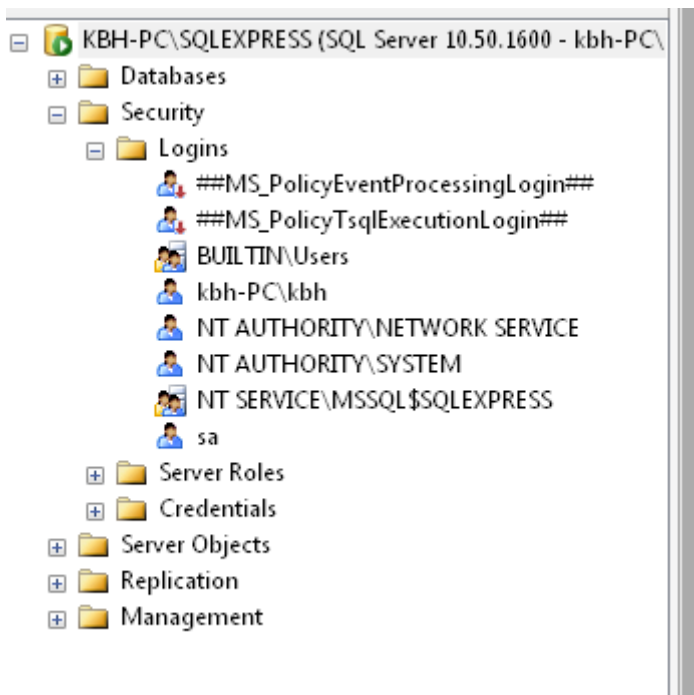 KBH-PC\SQLEXPRESS (SQL Server 10.50.1600 - kbh-PC\
Databases
Security
Logins
##MS_PolicyEventProcessingLogin##
##MS_PolicyTsqlExecutionLogin##
BUILTIN\Users
kbh-PC\kbh
NT AUTHORITY\NETWORK SERVICE
NT AUTHORITY\SYSTEM
NT SERVICE\MSSQL$SQLEXPRESS
sa
Server Roles
Credentials
Server Objects
Replication
Management